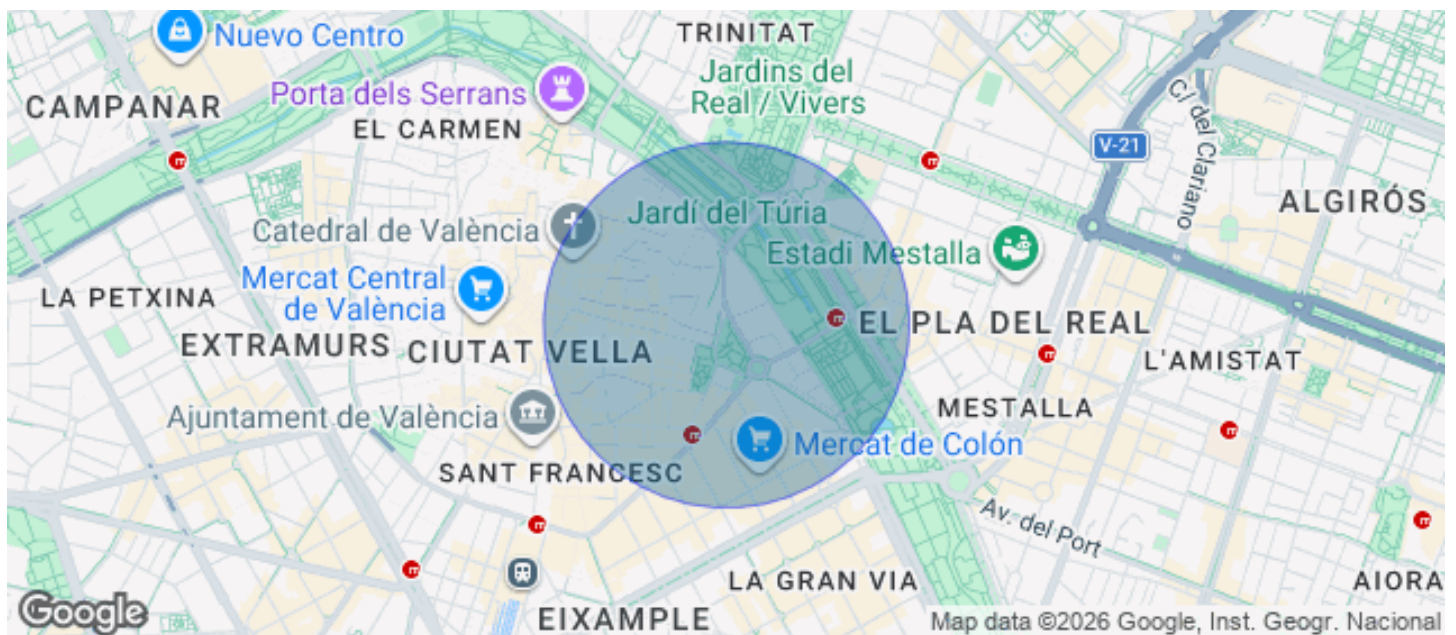 TRINITAT
Nuevo Centro
Jardins del
Real / Vivers
Porta dels Serrans
CAMPANAR
EL CARMEN
C/ del Clariano
V-21
ALGIRÓS
Jardí del Túria
Catedral de València
Estadi Mestalla
Mercat Central
de València
LA PETXINA
EXTRAMURS
CIUTAT VELLA
EL PLA DEL REAL
L'AMISTAT
Ajuntament de València
MESTALLA
Mercat de Colón
SANT FRANCESC
Av. del Port
LA GRAN VIA
AIORA
EIXAMPLE
Google
Map data ©2026 Google, Inst. Geogr. Nacional